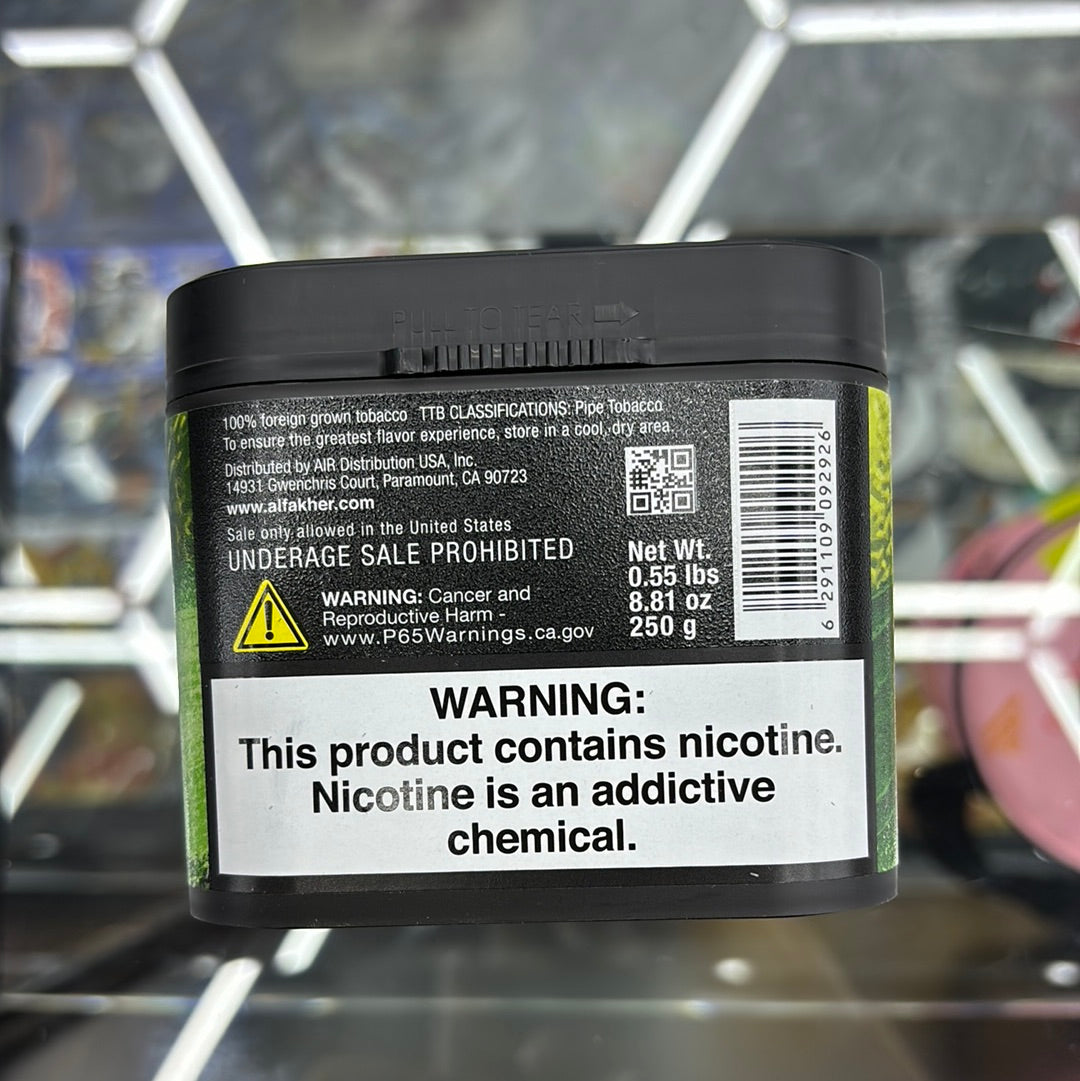 PULL TO TEAR
100% foreign grown tobacco TTB CLASSIFICATIONS: Pipe Tobacco
To ensure the greatest flavor experience, store in a cool, dry area.
Distributed by AIR Distribution USA, Inc.
14931 Gwenchris Court, Paramount, CA 90723
www.alfakher.com
Sale only allowed in the United States
UNDERAGE SALE PROHIBITED
WARNING: Cancer and
Reproductive Harm -
www.P65Warnings.ca.gov
Net Wt.
0.55 lbs
8.81 oz
250 g
6 291109 092926
WARNING:
This product contains nicotine.
Nicotine is an addictive
chemical.